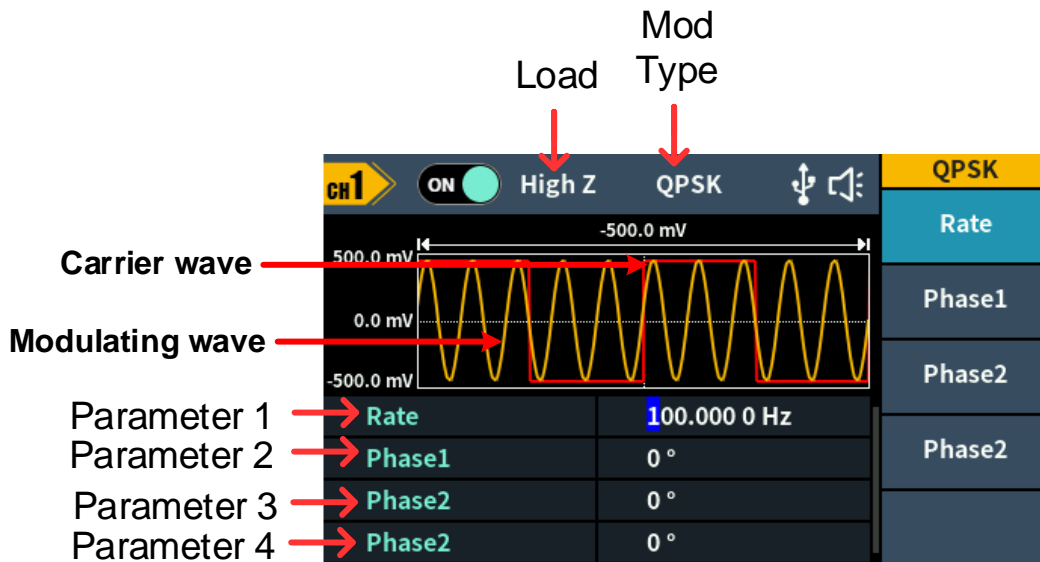 Mod
Type
Load
CH1
ON
High Z
QPSK
QPSK
-500.0 mV
Rate
500.0 mV
Carrier wave
Phase1
0.0 mV
Modulating wave
Phase2
-500.0 mV
Parameter 1
Rate
100.000 0 Hz
Parameter 2
Phase1
0 °
Phase2
Parameter 3
Phase2
0 °
Parameter 4
Phase2
0 °